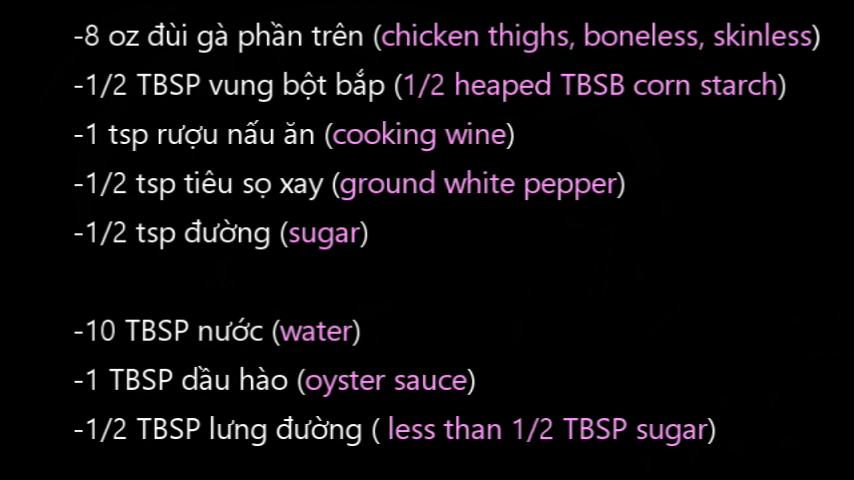 -8 oz đùi gà phần trên (chicken thighs, boneless, skinless)
-1/2 TBSP vung bột bắp (1/2 heaped TBSB corn starch)
-1 tsp rượu nấu ăn (cooking wine)
-1/2 tsp tiêu sọ xay (ground white pepper)
-1/2 tsp đường (sugar)
-10 TBSP nước (water)
-1 TBSP dầu hào (oyster sauce)
-1/2 TBSP lưng đường ( less than 1/2 TBSP sugar)